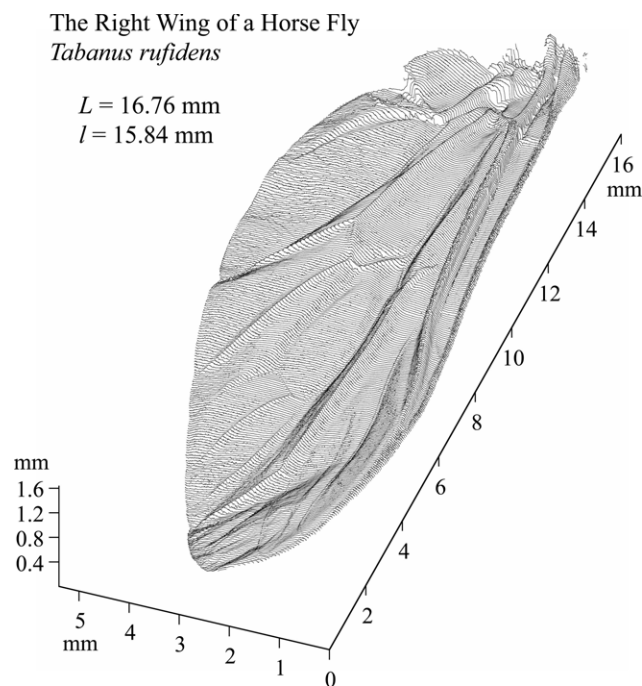 The Right Wing of a Horse Fly
Tabanus rufidens
L = 16.76 mm
l = 15.84 mm
16
mm
14
12
10
8
6
4
2
0
mm
1.6
1.2
0.8
0.4
5
4
3
2
1
mm